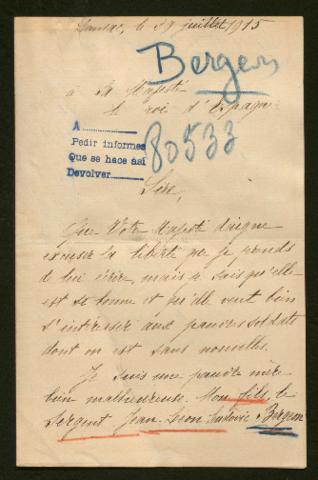 le 29 juillet 1915
Bergeon
à Sa Majesté
le roi d'Espagne
A
Pedir informes
Que se hace así
Devolver
80533
Sire,
Que Votre Majesté daigne
excuser la liberté que je prends
de lui écrire, mais je sais qu'elle
est si bonne et qu'elle veut bien
s'intéresser aux pauvres soldats
dont on est sans nouvelles.
Je suis une pauvre mère
bien malheureuse. Mon fils, le
Sergent Jean Léon Ludovic Bergeon